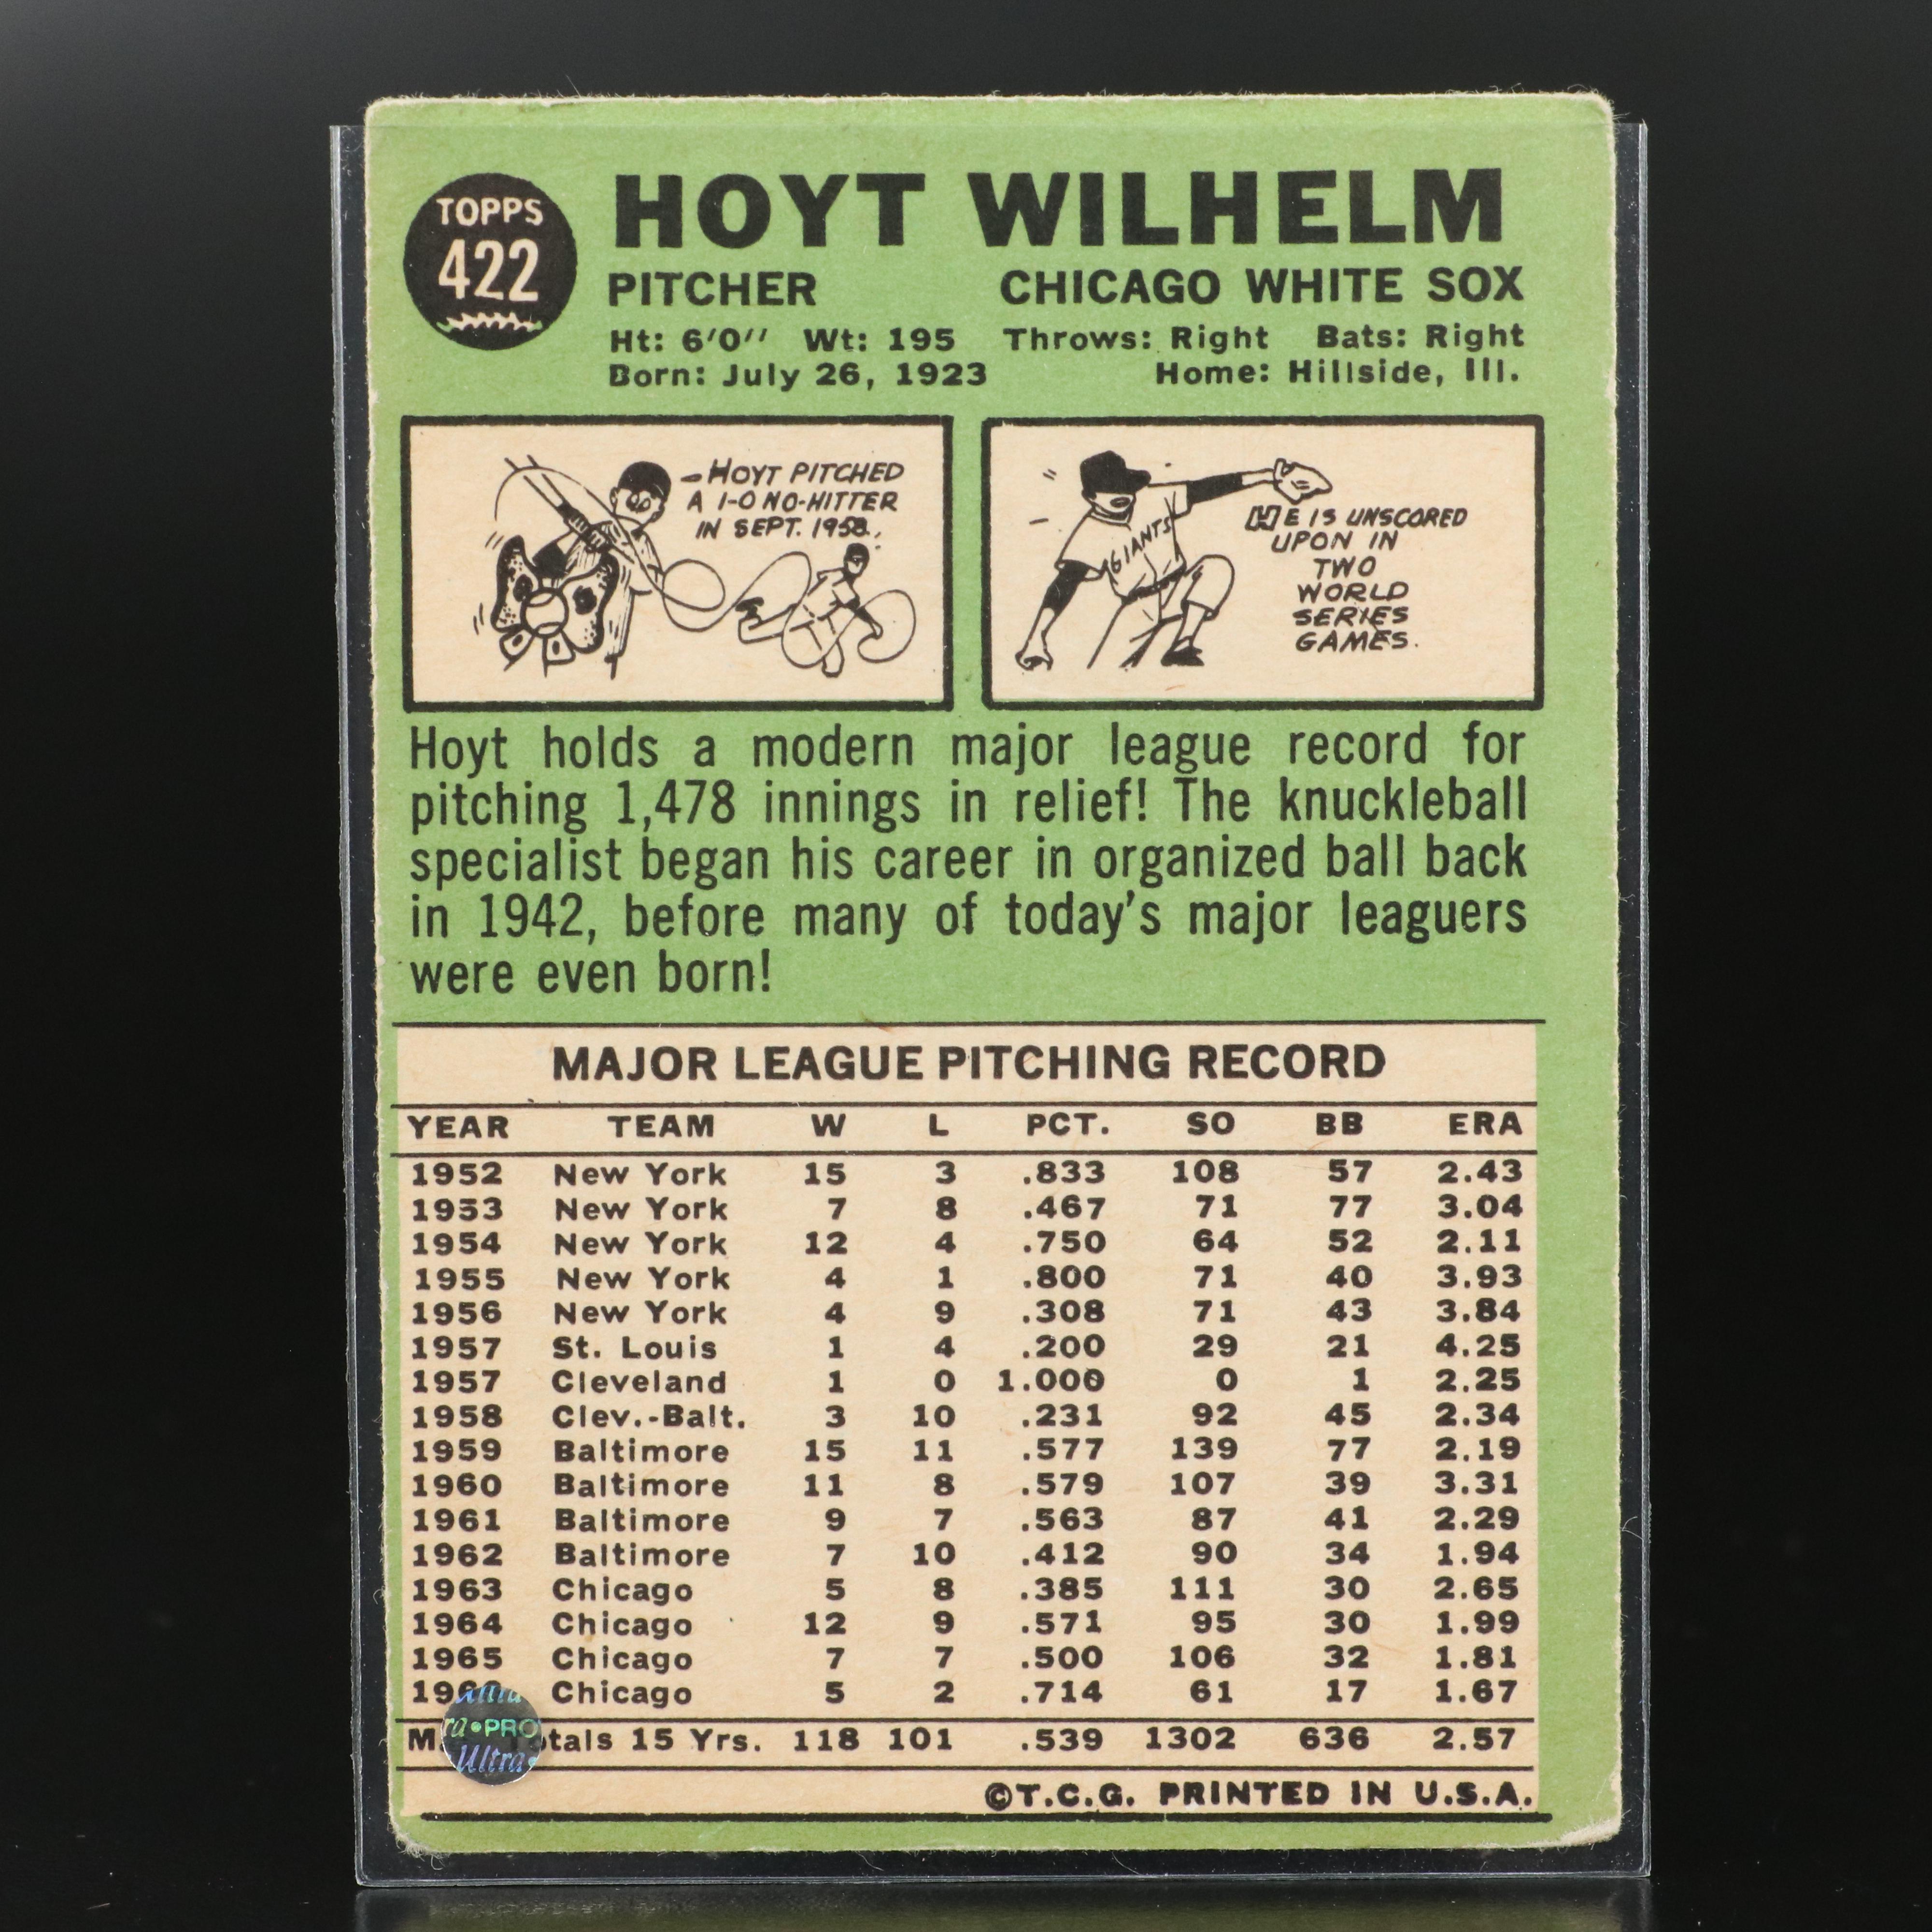 TOPPS
422
HOYT WILHELM
PITCHER CHICAGO WHITE SOX
Ht: 6'0'' Wt: 195 Throws: Right Bats: Right
Born: July 26, 1923 Home: Hillside, Ill.
-HOYT PITCHED
A 1-0 NO-HITTER
IN SEPT. 1958.
GIANTS
HE IS UNSCORED
UPON IN
TWO
WORLD
SERIES
GAMES.
Hoyt holds a modern major league record for
pitching 1,478 innings in relief! The knuckleball
specialist began his career in organized ball back
in 1942, before many of today's major leaguers
were even born!
MAJOR LEAGUE PITCHING RECORD
YEAR TEAM W L PCT. SO BB ERA
1952 New York 15 3 .833 108 57 2.43
1953 New York 7 8 .467 71 77 3.04
1954 New York 12 4 .750 64 52 2.11
1955 New York 4 1 .800 71 40 3.93
1956 New York 4 9 .308 71 43 3.84
1957 St. Louis 1 4 .200 29 21 4.25
1957 Cleveland 1 0 1.000 0 1 2.25
1958 Clev.-Balt. 3 10 .231 92 45 2.34
1959 Baltimore 15 11 .577 139 77 2.19
1960 Baltimore 11 8 .579 107 39 3.31
1961 Baltimore 9 7 .563 87 41 2.29
1962 Baltimore 7 10 .412 90 34 1.94
1963 Chicago 5 8 .385 111 30 2.65
1964 Chicago 12 9 .571 95 30 1.99
1965 Chicago 7 7 .500 106 32 1.81
Chicago 5 2 .714 61 17 1.67
15 Yrs. 118 101 .539 1302 636 2.57
PRO
Ultra
©T.C.G. PRINTED IN U.S.A.